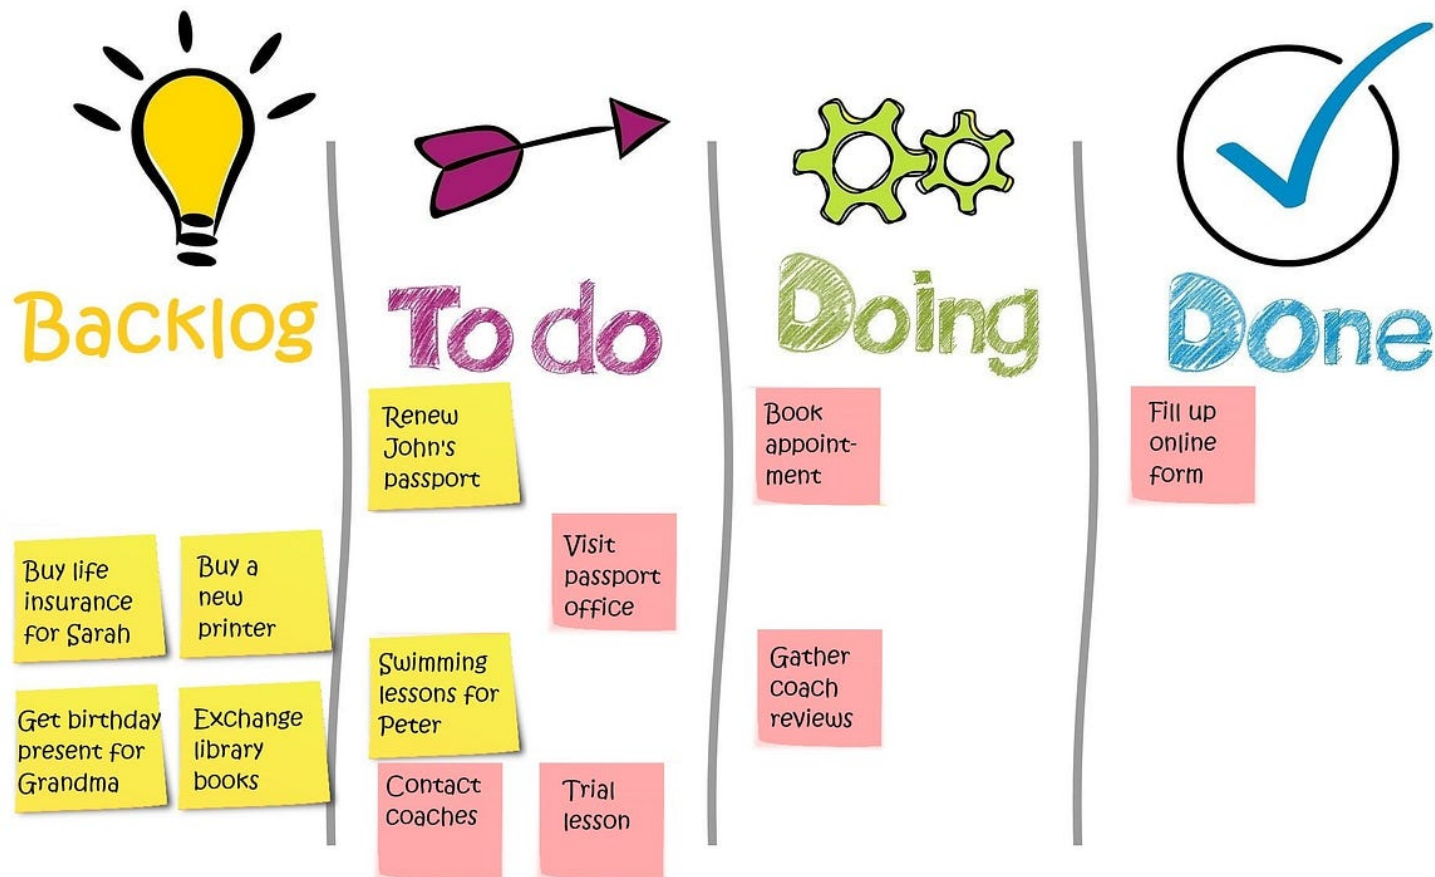 Backlog
To do
Doing
Done
Buy life
insurance
for Sarah
Buy a
new
printer
Get birthday
present for
Grandma
Exchange
library
books
Renew
John's
passport
Visit
passport
office
Swimming
lessons for
Peter
Contact
coaches
Trial
lesson
Book
appoint-
ment
Gather
coach
reviews
Fill up
online
form